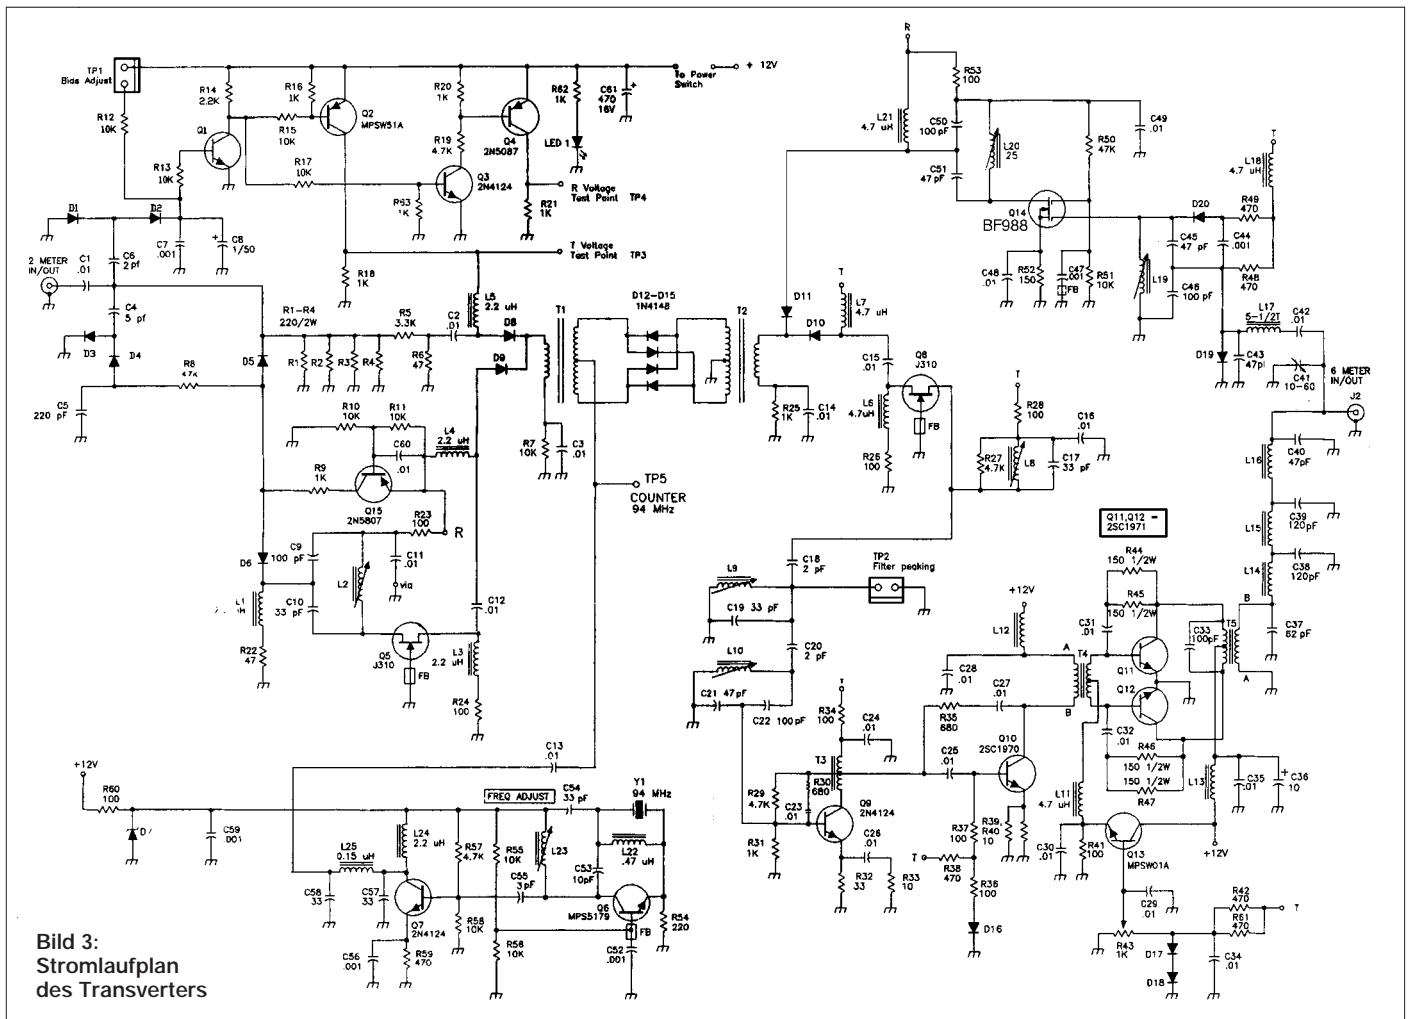 TP1
Bias Adjust
R12
10K
R14
2.2K
R16
1K
Q1
R15
10K
Q2
MPSW51A
R13
10K
R17
10K
R63
1K
R20
1K
R19
4.7K
Q3
2N4124
Q4
2N5087
R62
1K
LED 1
C61
470
16V
To Power
Switch
+ 12V
R21
1K
R Voltage
Test Point TP4
T Voltage
Test Point TP3
D1
D2
C7
.001
C8
1/50
C6
2pf
2 METER
IN/OUT
C1
.01
C4
5 pf
D3
D4
R8
47K
C5
220 pF
D5
R1-R4
220/2W
R1
R2
R3
R4
R5
3.3K
R6
47
C2
.01
R18
1K
L5
2.2 uH
D8
D9
T1
D12-D15
1N4148
T2
R7
10K
C3
.01
TP5
COUNTER
94 MHz
R10
10K
R11
10K
C60
.01
L4
2.2 uH
R9
1K
Q15
2N5807
R23
100
R
D6
C9
100 pF
L2
C11
.01
via
C10
33 pF
L1
R22
47
Q5
J310
FB
L3
2.2 uH
C12
.01
R24
100
R
L21
4.7 uH
R53
100
C50
100pF
C51
47pF
L20
25
R50
47K
C49
.01
T
L18
4.7 uH
Q14
BF988
D20
R49
470
C45
47 pF
C44
.001
C48
.01
R52
150
C47
.001
FB
R51
10K
L19
C46
100 pF
R48
470
L17
5-1/2T
C42
.01
D19
C43
47pf
C41
10-60
6 METER
IN/OUT
J2
D11
D10
T
L7
4.7 uH
R25
1K
C14
.01
C15
.01
Q8
J310
L6
4.7uH
FB
R26
100
T
R28
100
R27
4.7K
L8
C16
.01
C17
33 pF
L16
C40
47pF
L15
C39
120pF
L14
C38
120pF
Q11,Q12 =
2SC1971
L9
C19 33 pF
C18
2 pF
TP2
Filter peaking
L10
C20
2 pF
C21 47pF
C22 100pF
R34
100
T
C24
.01
T3
R29
4.7K
R30
680
C23
.01
R31
1K
Q9
2N4124
C26
.01
R32
33
R33
10
R35
680
C27
.01
C28
.01
L12
+12V
C25
.01
Q10
2SC1970
R37
100
T
R38
470
R36
100
D16
R39,
R40
10
A
B
T4
C31
.01
R44
150 1/2W
R45
150 1/2W
Q11
Q12
C32
.01
R46
150 1/2W
150 1/2W
R47
C33
100pF
T5
B
A
C37
62 pF
L11
4.7 uH
C30
.01
R41
100
Q13
MPSW01A
L13
C35
.01
C36
10
+12V
C29
.01
R43
1K
D17
D18
C34
.01
R42
470
R61
470
T
+12V
R60
100
C59
.001
C13
.01
L25
0.15 uH
C58
33
C57
33
L24
2.2 uH
R57
4.7K
Q7
2N4124
C56
.001
R59
470
R58
10K
FREQ ADJUST
R55
10K
R56
10K
C55
3pF
L23
C54
33 pF
Y1
94 MHz
L22
.47 uH
C53
10pF
Q6
MPS5179
FB
C52
.001
R54
220
Bild 3:
Stromlaufplan
des Transverters